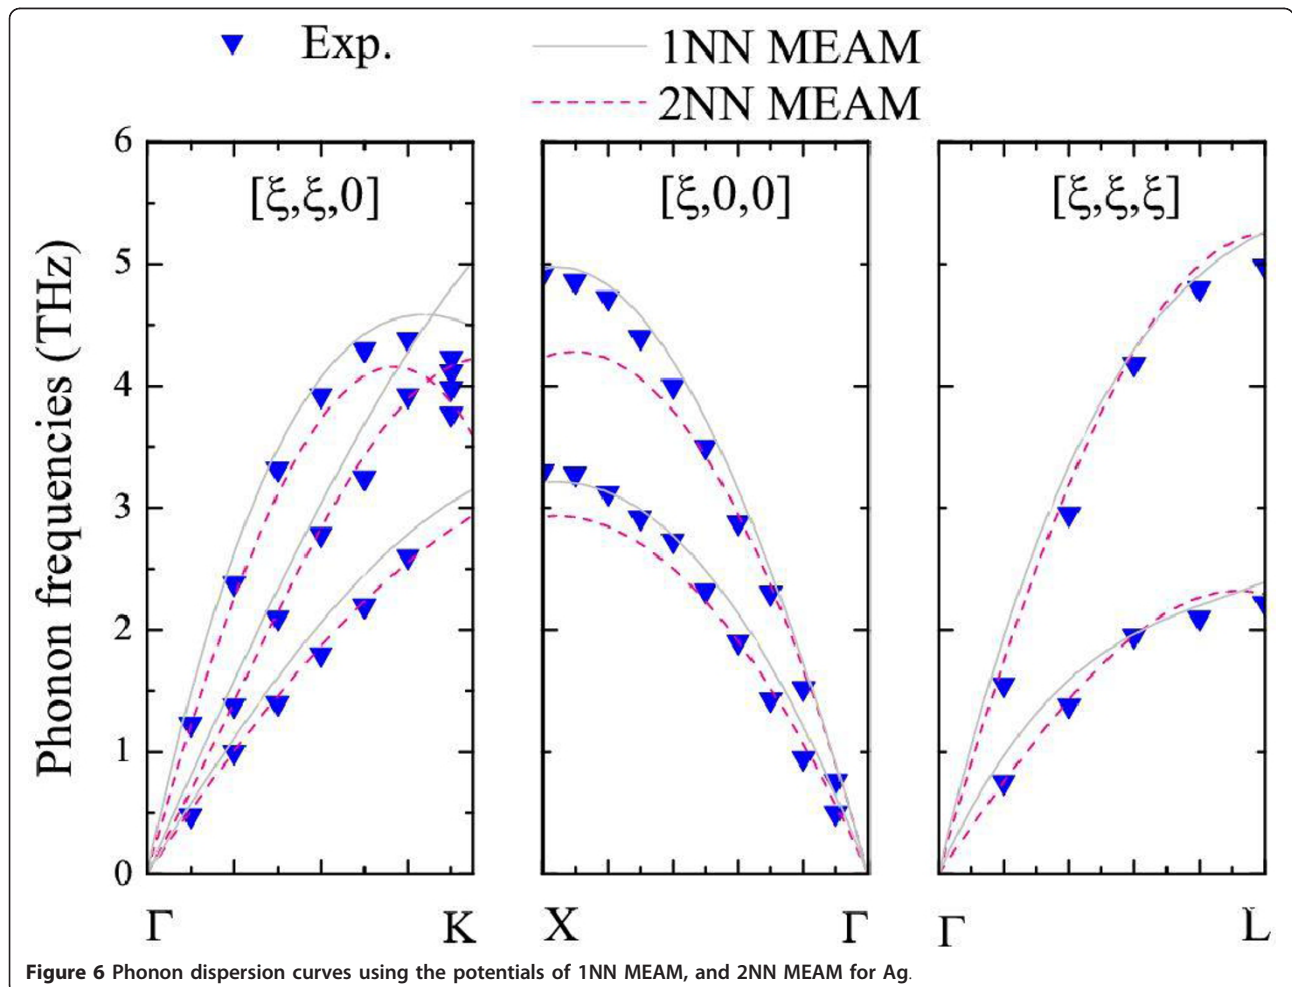 Exp.
1NN MEAM
2NN MEAM
6
5
4
3
2
1
0
Phonon frequencies (THz)
[ξ,ξ,0]
[ξ,0,0]
[ξ,ξ,ξ]
Γ K X Γ Γ L
Figure 6 Phonon dispersion curves using the potentials of 1NN MEAM, and 2NN MEAM for Ag.